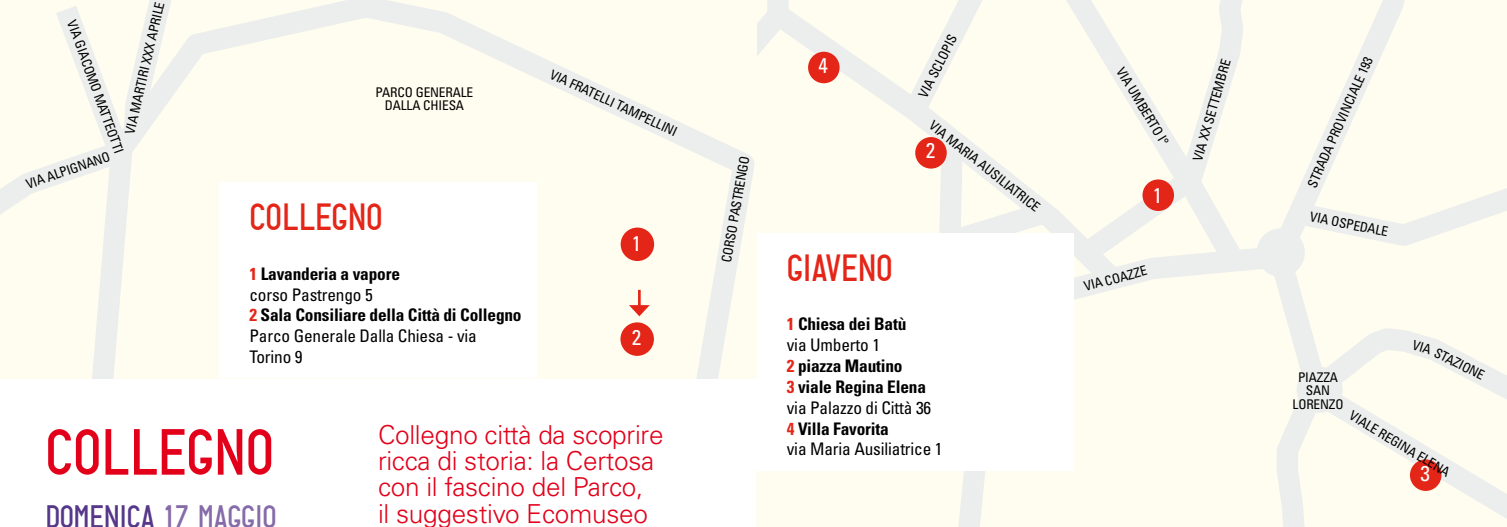 VIA GIACOMO MATTEOTTI
VIA MARTIRI XXX APRILE
VIA ALPIGNANO
PARCO GENERALE
DALLA CHIESA
VIA FRATELLI TAMPELLINI
CORSO PASTRENGO
COLLEGNO
1 Lavanderia a vapore
corso Pastrengo 5
2 Sala Consiliare della Città di Collegno
Parco Generale Dalla Chiesa - via
Torino 9
1
2
COLLEGNO
DOMENICA 17 MAGGIO
Collegno città da scoprire
ricca di storia: la Certosa
con il fascino del Parco,
il suggestivo Ecomuseo
4
VIA SCLOPIS
2
VIA MARIA AUSILIATRICE
VIA UMBERTO I°
VIA XX SETTEMBRE
1
STRADA PROVINCIALE 193
VIA OSPEDALE
VIA COAZZE
GIAVENO
1 Chiesa dei Batù
via Umberto 1
2 piazza Mautino
3 viale Regina Elena
via Palazzo di Città 36
4 Villa Favorita
via Maria Ausiliatrice 1
VIA STAZIONE
PIAZZA
SAN
LORENZO
VIALE REGINA ELENA
3